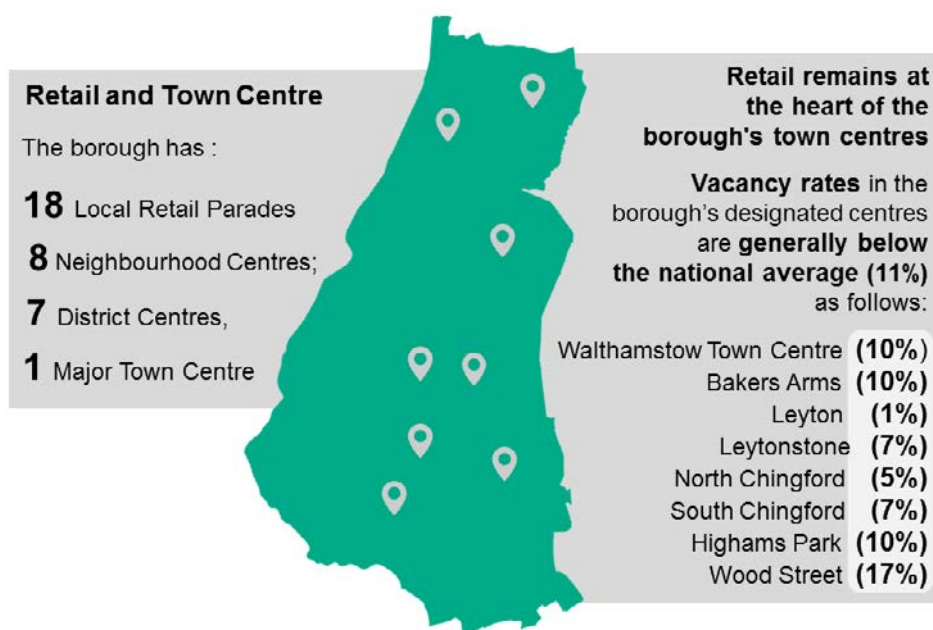 Retail and Town Centre
The borough has :
18 Local Retail Parades
8 Neighbourhood Centres;
7 District Centres,
1 Major Town Centre
Retail remains at
the heart of the
borough's town centres
Vacancy rates in the
borough's designated centres
are generally below
the national average (11%)
as follows:
Walthamstow Town Centre (10%)
Bakers Arms (10%)
Leyton (1%)
Leytonstone (7%)
North Chingford (5%)
South Chingford (7%)
Highams Park (10%)
Wood Street (17%)